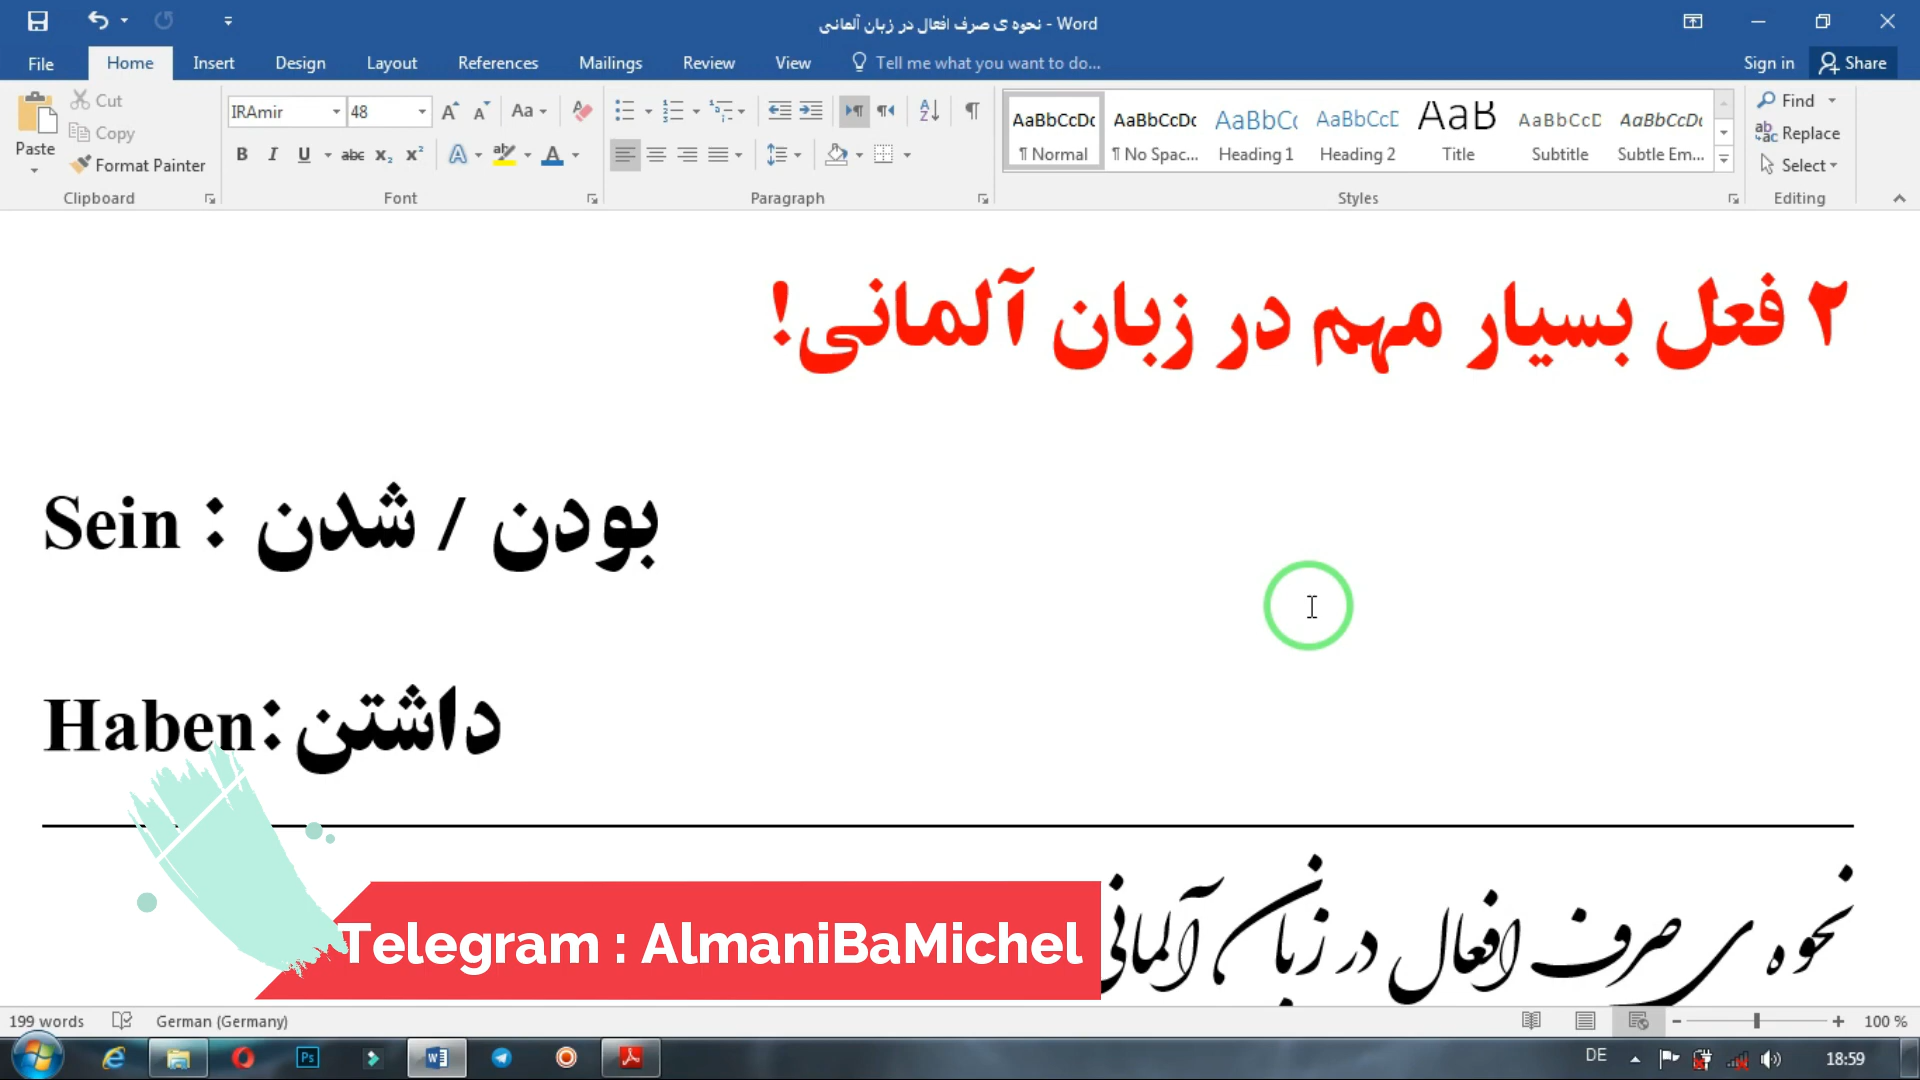 نحوه ی صرف افعال در زبان آلمانی - Word
File Home Insert Design Layout References Mailings Review View Tell me what you want to do... Sign in Share
Paste
Cut
Copy
Format Painter
Clipboard
IRAmir 48
Font
Paragraph
AaBbCcDc AaBbCcDc AaBbCc AaBbCcD AaB AaBbCcD AaBbCcDc
¶ Normal ¶ No Spac... Heading 1 Heading 2 Title Subtitle Subtle Em...
Styles
Find
Replace
Select
Editing
۲ فعل بسیار مهم در زبان آلمانی!
Sein : بودن / شدن
Haben: داشتن
نحوه ی صرف افعال در زبان آلمانی
Telegram : AlmaniBaMichel
199 words German (Germany) 100 %
DE 18:59